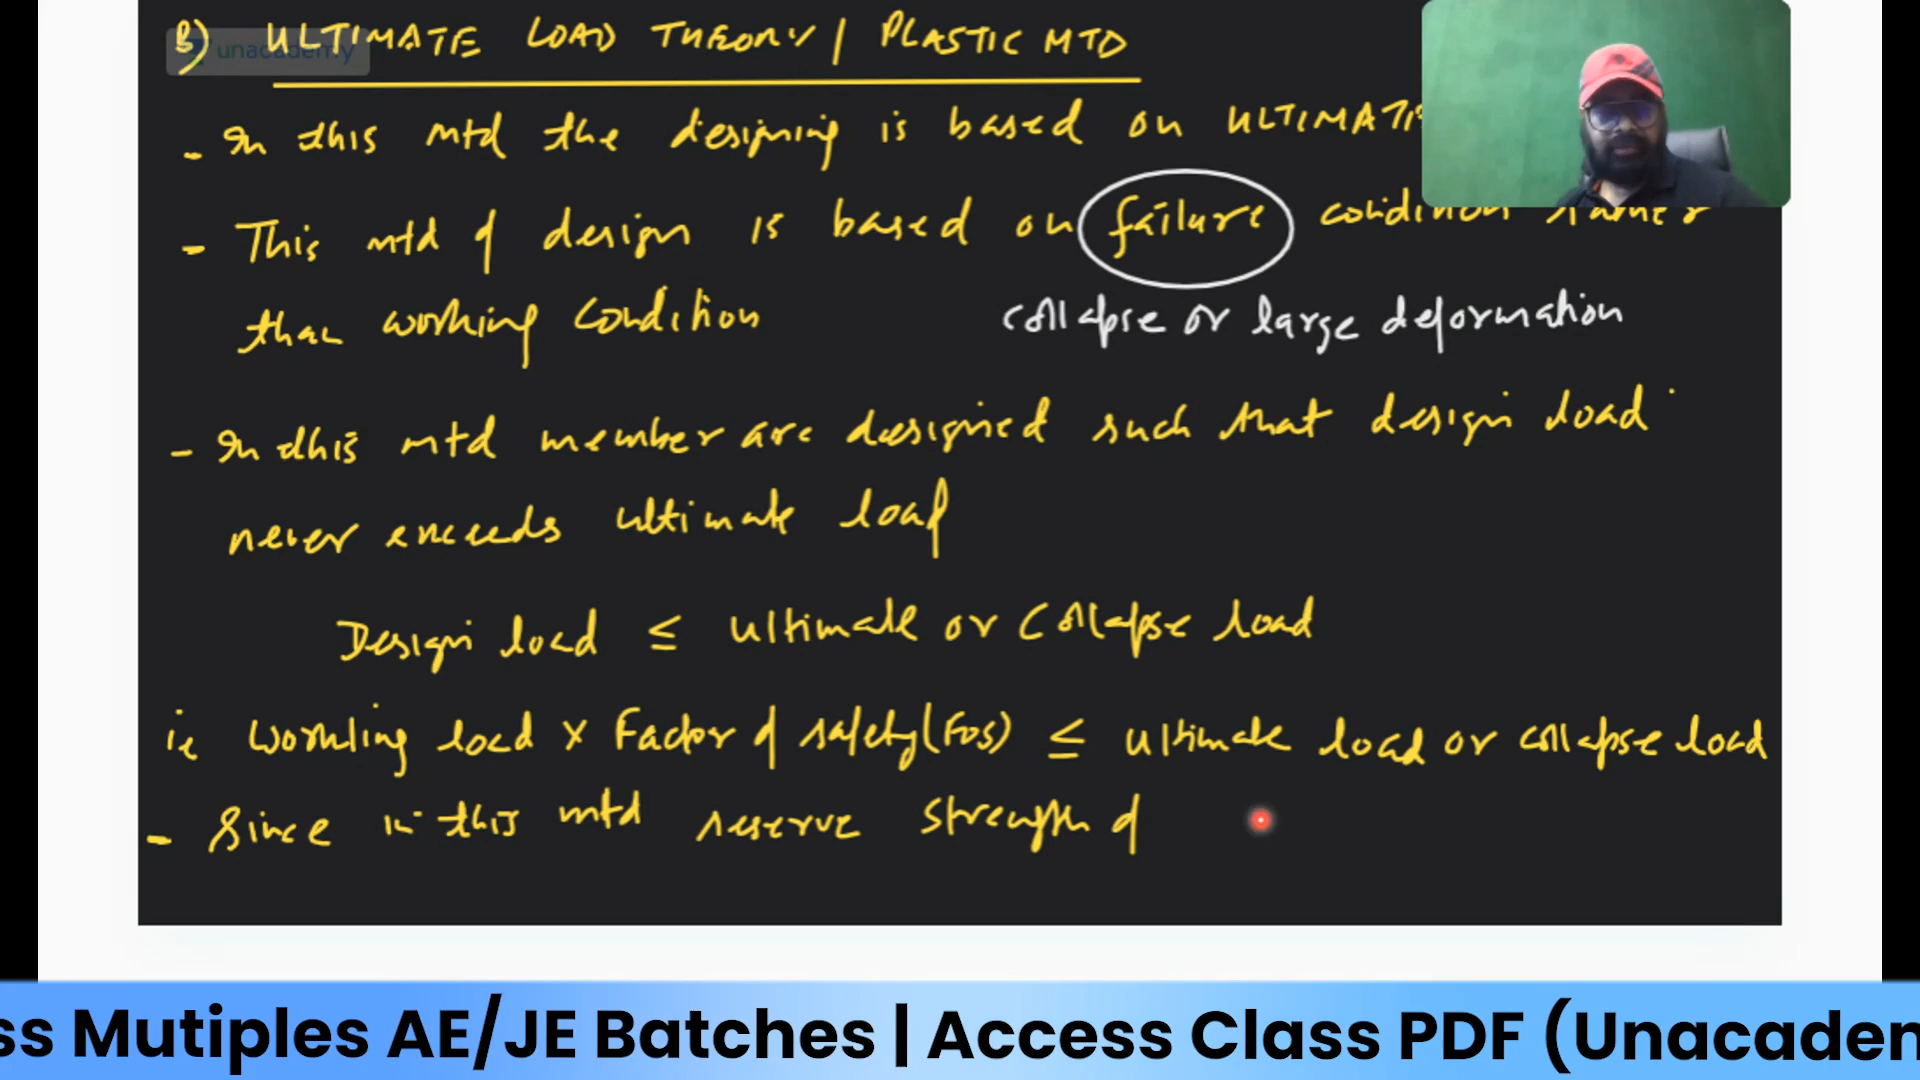 B) ULTIMATE LOAD THEORY / PLASTIC MTD
unacademy
- In this mtd the designing is based on ULTIMATE
- This mtd of design is based on failure condition rather
than working condition
collapse or large deformation
- In this mtd member are designed such that design load
never exceeds ultimate load
Design load ≤ ultimate or collapse load
ie working load x Factor of safety (FOS) ≤ ultimate load or collapse load
- Since in this mtd reserve strength of
ss Mutiples AE/JE Batches | Access Class PDF (Unacaden